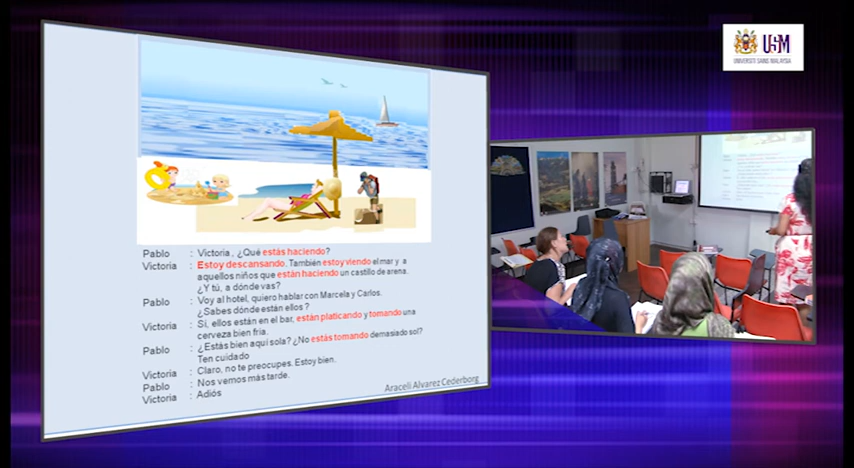 USM
UNIVERSITI SAINS MALAYSIA
Pablo : Victoria , ¿Qué estás haciendo?
Victoria : Estoy descansando. También estoy viendo el mar y a
aquellos niños que están haciendo un castillo de arena.
¿Y tú, a dónde vas?
Pablo : Voy al hotel, quiero hablar con Marcela y Carlos.
¿Sabes dónde están ellos ?
Victoria : Sí, ellos están en el bar, están platicando y tomando una
cerveza bien fria.
Pablo : ¿Estás bien aquí sola? ¿No estás tomando demasiado sol?
Ten cuidado
Victoria : Claro, no te preocupes. Estoy bien.
Pablo : Nos vemos más tarde.
Victoria : Adiós
Araceli Alvarez Cederborg